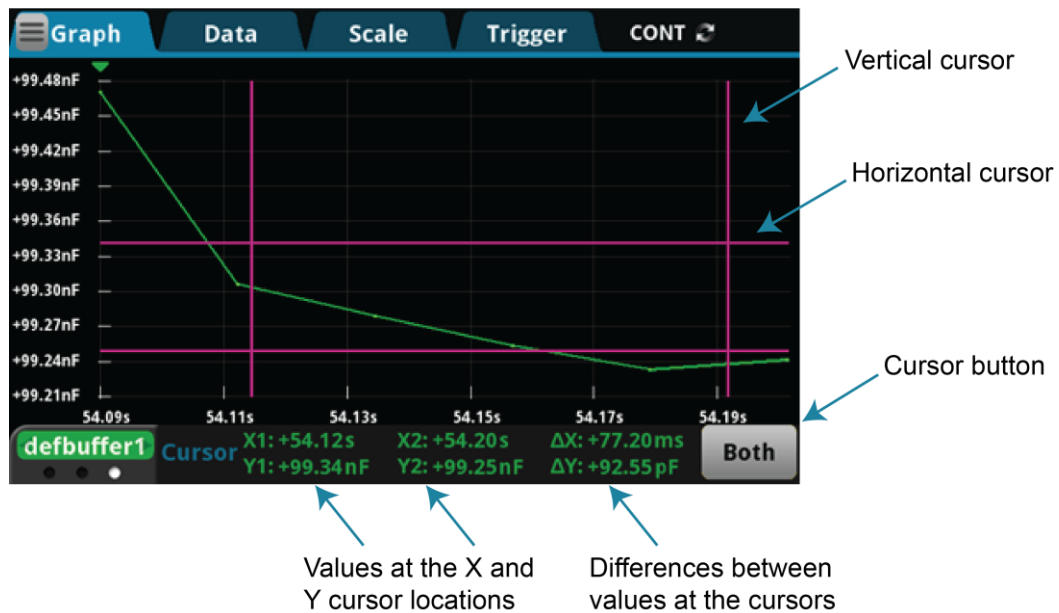 Graph Data Scale Trigger CONT
+99.48nF
+99.45nF
+99.42nF
+99.39nF
+99.36nF
+99.33nF
+99.30nF
+99.27nF
+99.24nF
+99.21nF
54.09s 54.11s 54.13s 54.15s 54.17s 54.19s
defbuffer1 Cursor X1: +54.12s X2: +54.20s ΔX: +77.20ms Both
Y1: +99.34nF Y2: +99.25nF ΔY: +92.55pF
Vertical cursor
Horizontal cursor
Cursor button
Values at the X and
Y cursor locations
Differences between
values at the cursors